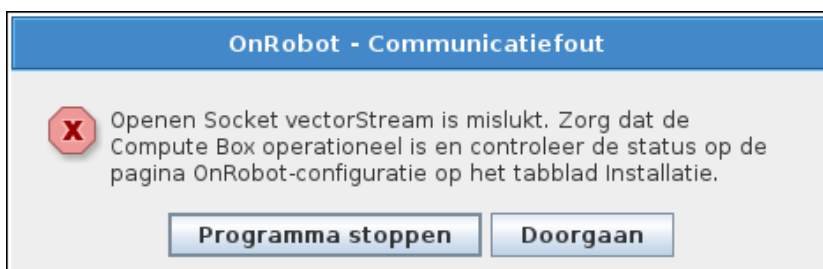 OnRobot - Communicatiefout
Openen Socket vectorStream is mislukt. Zorg dat de
Compute Box operationeel is en controleer de status op de
pagina OnRobot-configuratie op het tabblad Installatie.
Programma stoppen Doorgaan